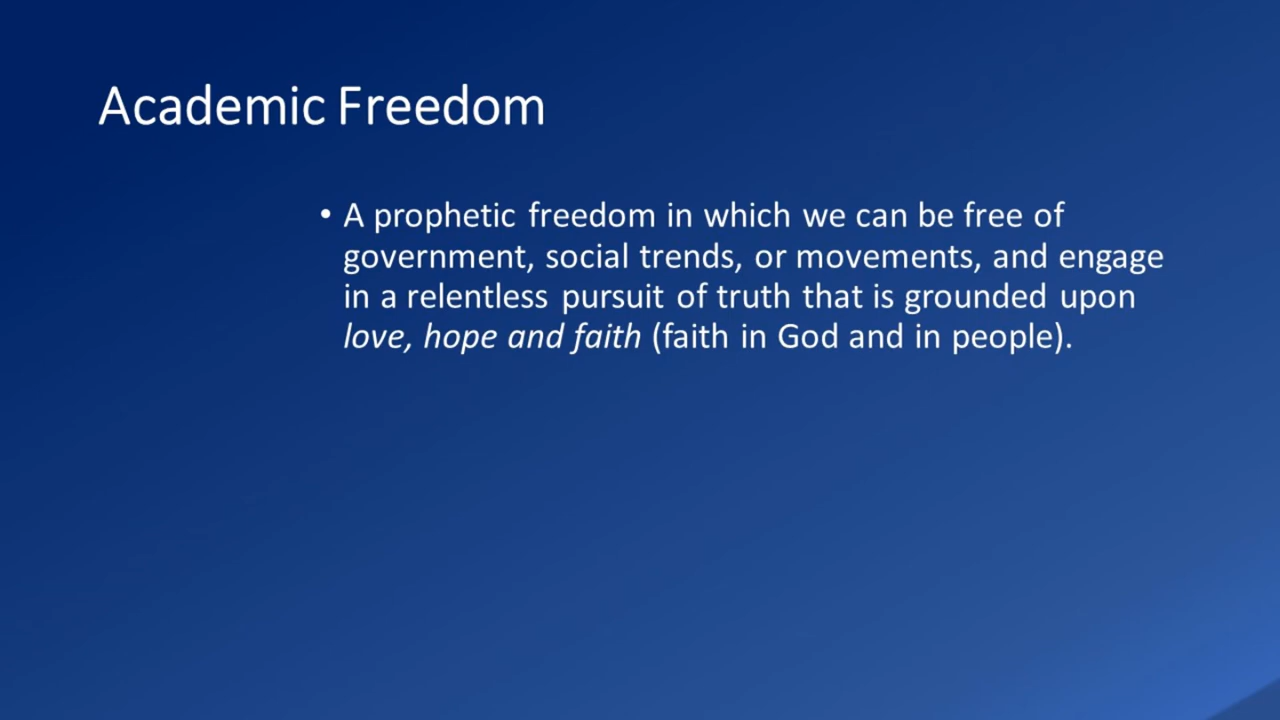 Academic Freedom
• A prophetic freedom in which we can be free of
government, social trends, or movements, and engage
in a relentless pursuit of truth that is grounded upon
love, hope and faith (faith in God and in people).